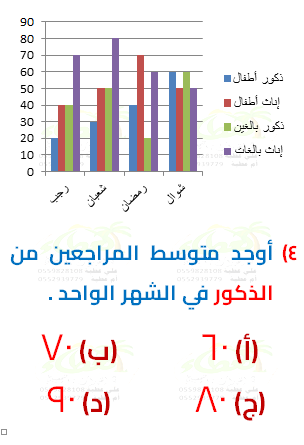 90
80
70
60
50
40
30
20
10
0
رجب
شعبان
رمضان
شوال
ذكور أطفال
إناث أطفال
ذكور بالغين
إناث بالغات
٤) أوجد متوسط المراجعين من
الذكور في الشهر الواحد .
(أ) ٦٠ (ب) ٧٠
(ج) ٨٠ (د) ٩٠